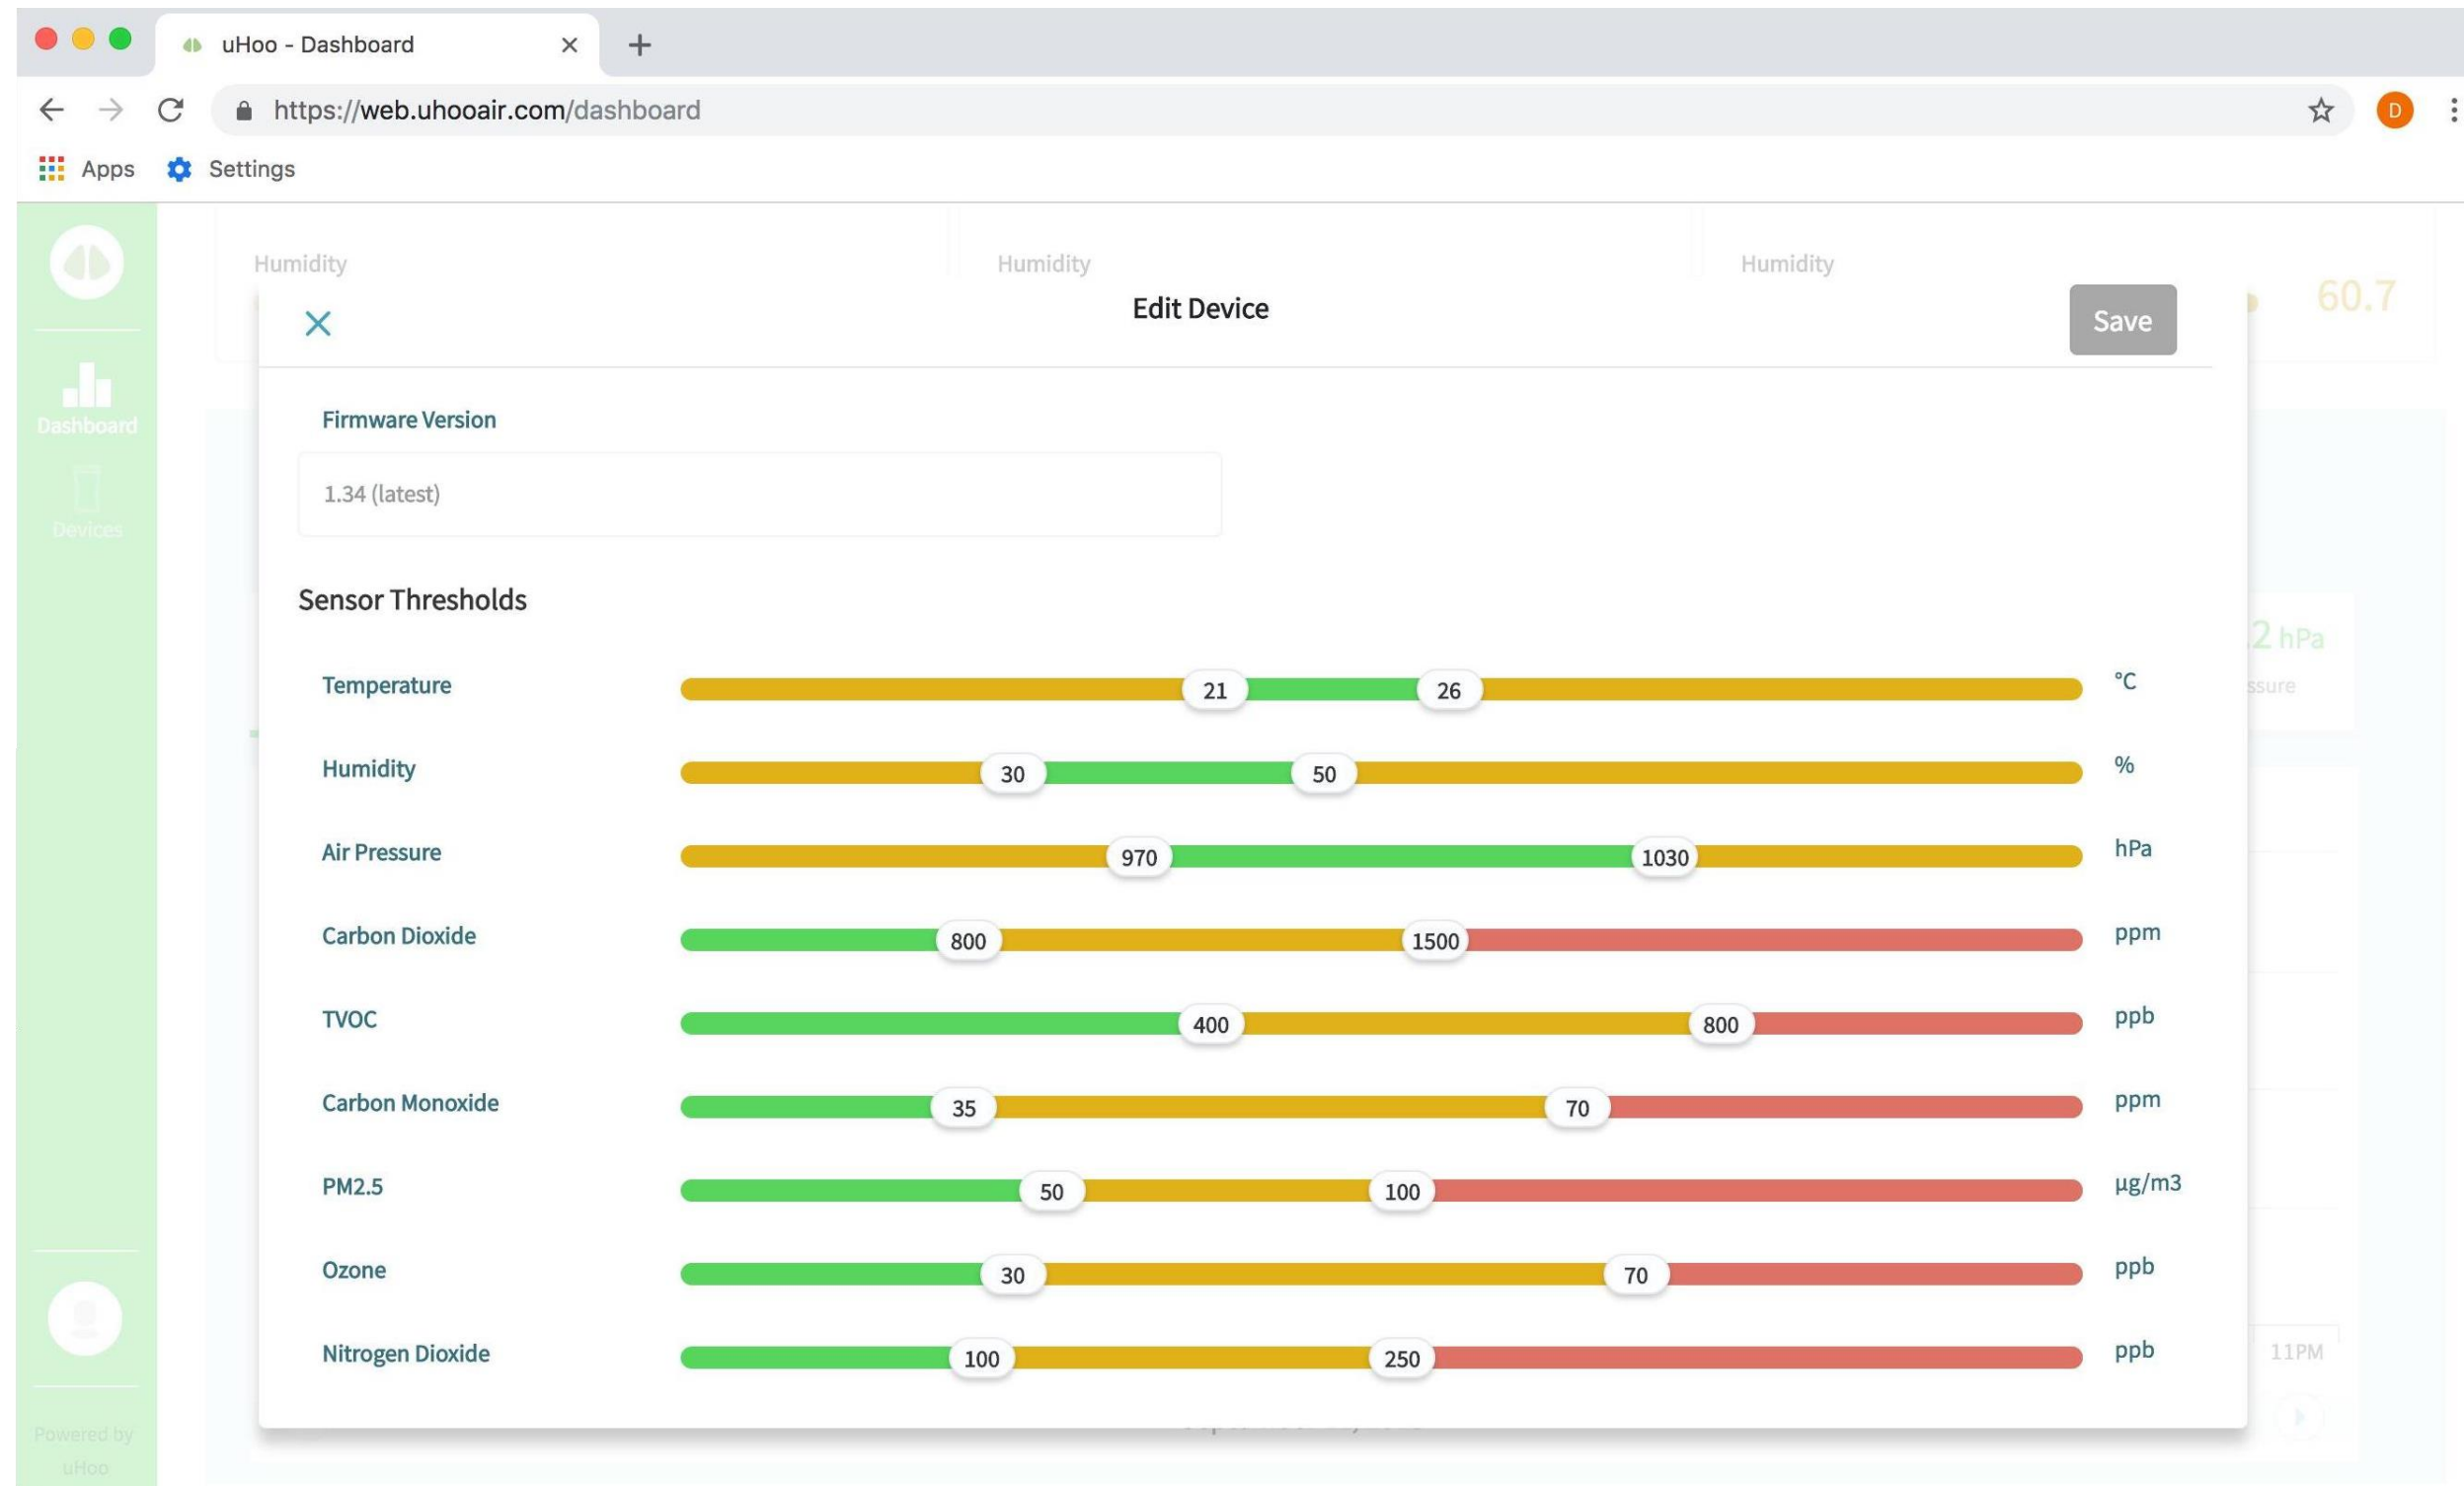 uHoo - Dashboard
https://web.uhooair.com/dashboard
D
Apps Settings
Humidity Humidity Humidity
60.7
Edit Device
Save
Dashboard
Devices
Firmware Version
1.34 (latest)
Sensor Thresholds
2 hPa
ssure
Temperature 21 26 °C
Humidity 30 50 %
Air Pressure 970 1030 hPa
Carbon Dioxide 800 1500 ppm
TVOC 400 800 ppb
Carbon Monoxide 35 70 ppm
PM2.5 50 100 µg/m3
Ozone 30 70 ppb
Nitrogen Dioxide 100 250 ppb
11PM
Powered by
uHoo